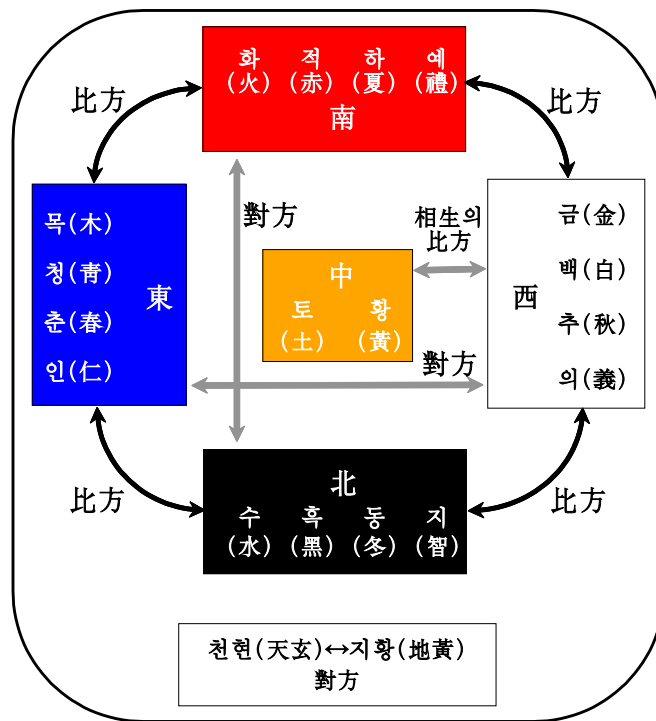 화 적 하 예
(火) (赤) (夏) (禮)
南
比方
比方
목(木)
청(靑)
춘(春)
인(仁)
東
對方
相生의
比方
中
토 황
(土) (黃)
對方
西
금(金)
백(白)
추(秋)
의(義)
北
수 흑 동 지
(水) (黑) (冬) (智)
比方
比方
천현(天玄)↔지황(地黃)
對方